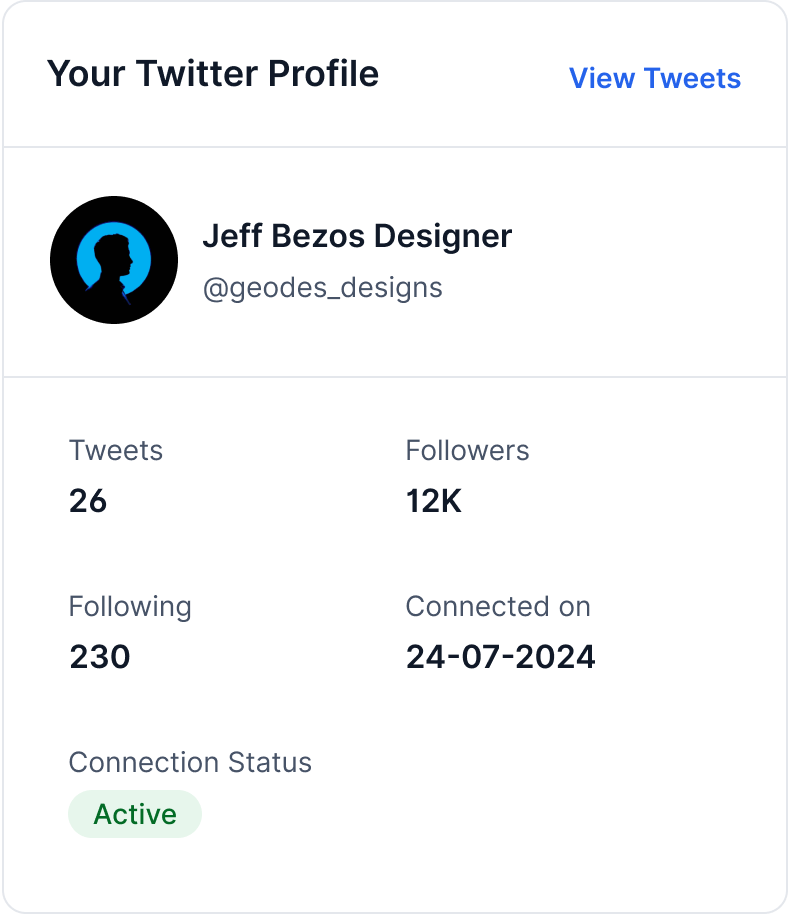 Your Twitter Profile
View Tweets
Jeff Bezos Designer
@geodes_designs
Tweets
26
Followers
12K
Following
230
Connected on
24-07-2024
Connection Status
Active